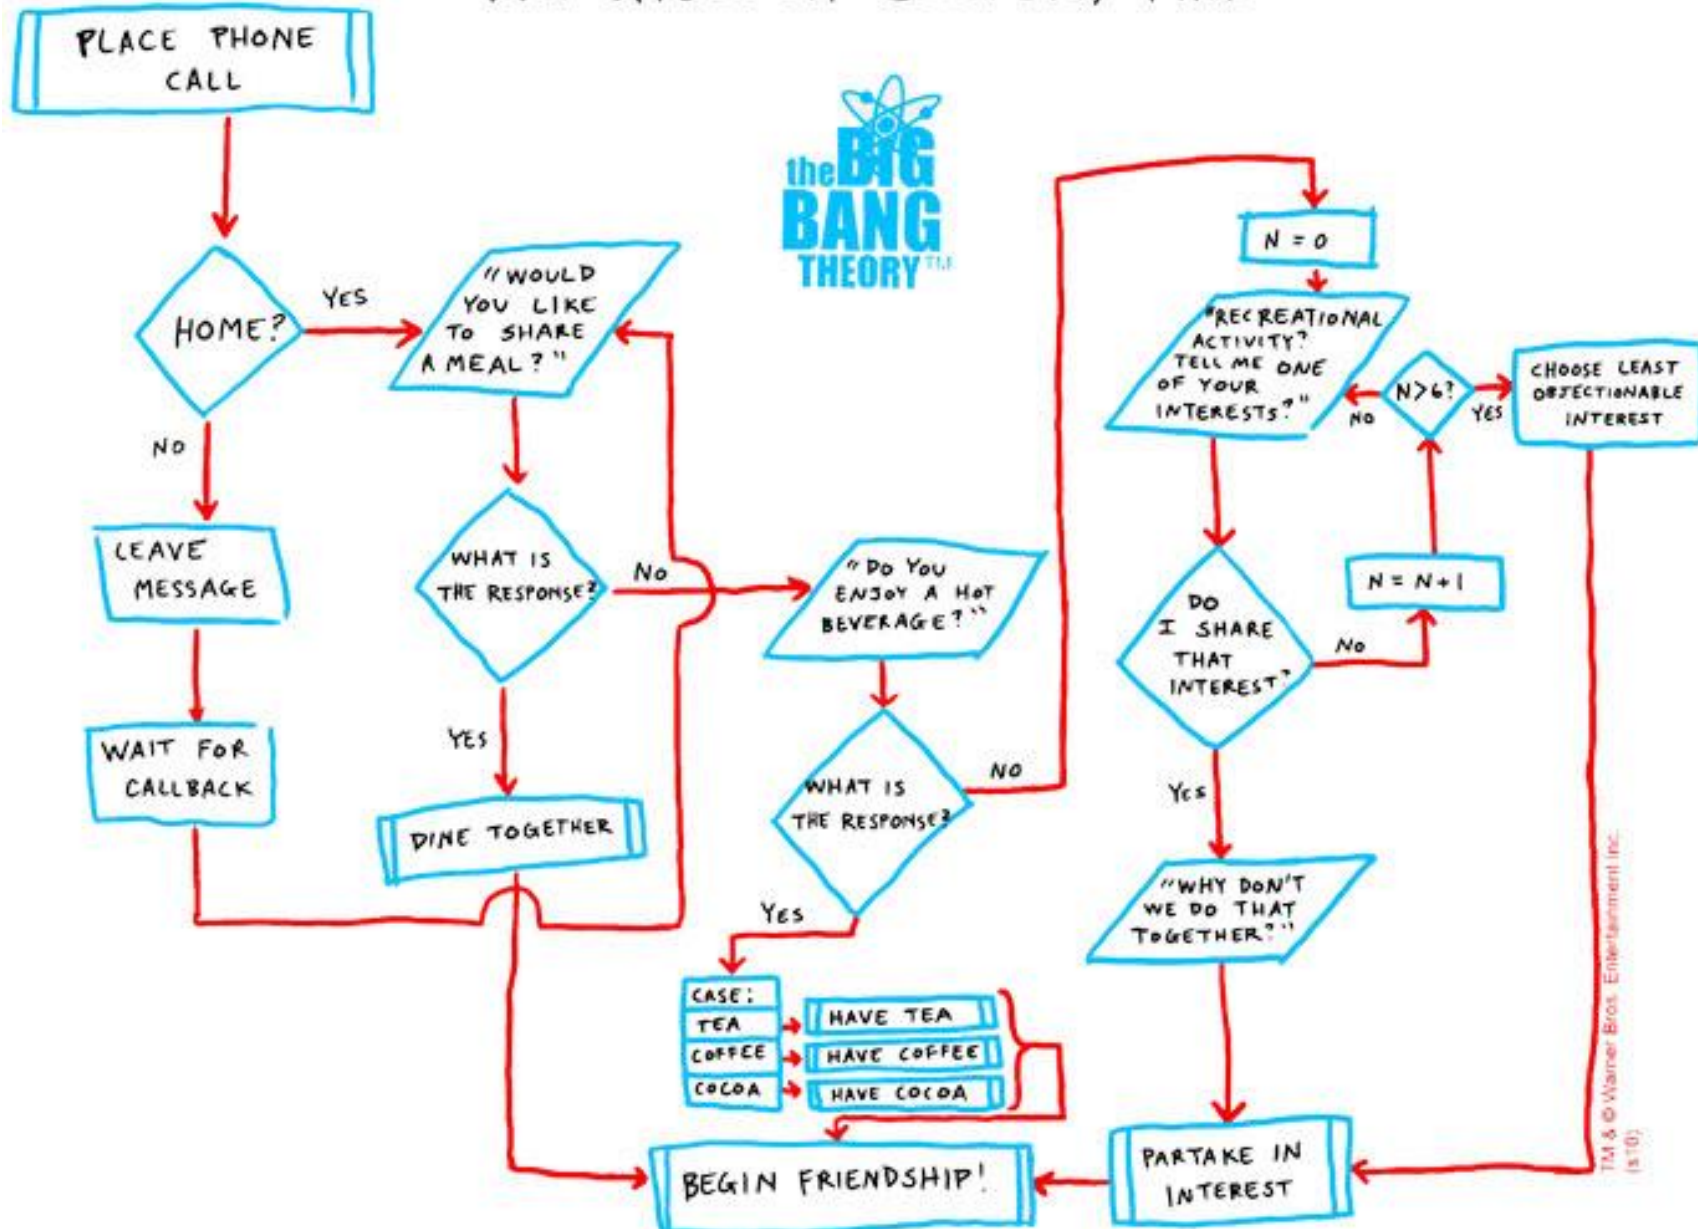 PLACE PHONE
CALL
the BIG
BANG
THEORY™
HOME?
YES
NO
"WOULD
YOU LIKE
TO SHARE
A MEAL?"
LEAVE
MESSAGE
WAIT FOR
CALLBACK
WHAT IS
THE RESPONSE?
NO
YES
DINE TOGETHER
"DO YOU
ENJOY A HOT
BEVERAGE?"
WHAT IS
THE RESPONSE?
NO
YES
CASE:
TEA
HAVE TEA
COFFEE
HAVE COFFEE
COCOA
HAVE COCOA
N = 0
"RECREATIONAL
ACTIVITY?
TELL ME ONE
OF YOUR
INTERESTS?"
N>6?
NO
YES
CHOOSE LEAST
OBJECTIONABLE
INTEREST
N = N+1
DO
I SHARE
THAT
INTEREST?
NO
YES
"WHY DON'T
WE DO THAT
TOGETHER?"
PARTAKE IN
INTEREST
BEGIN FRIENDSHIP!
TM & © Warner Bros. Entertainment Inc.
(s10)